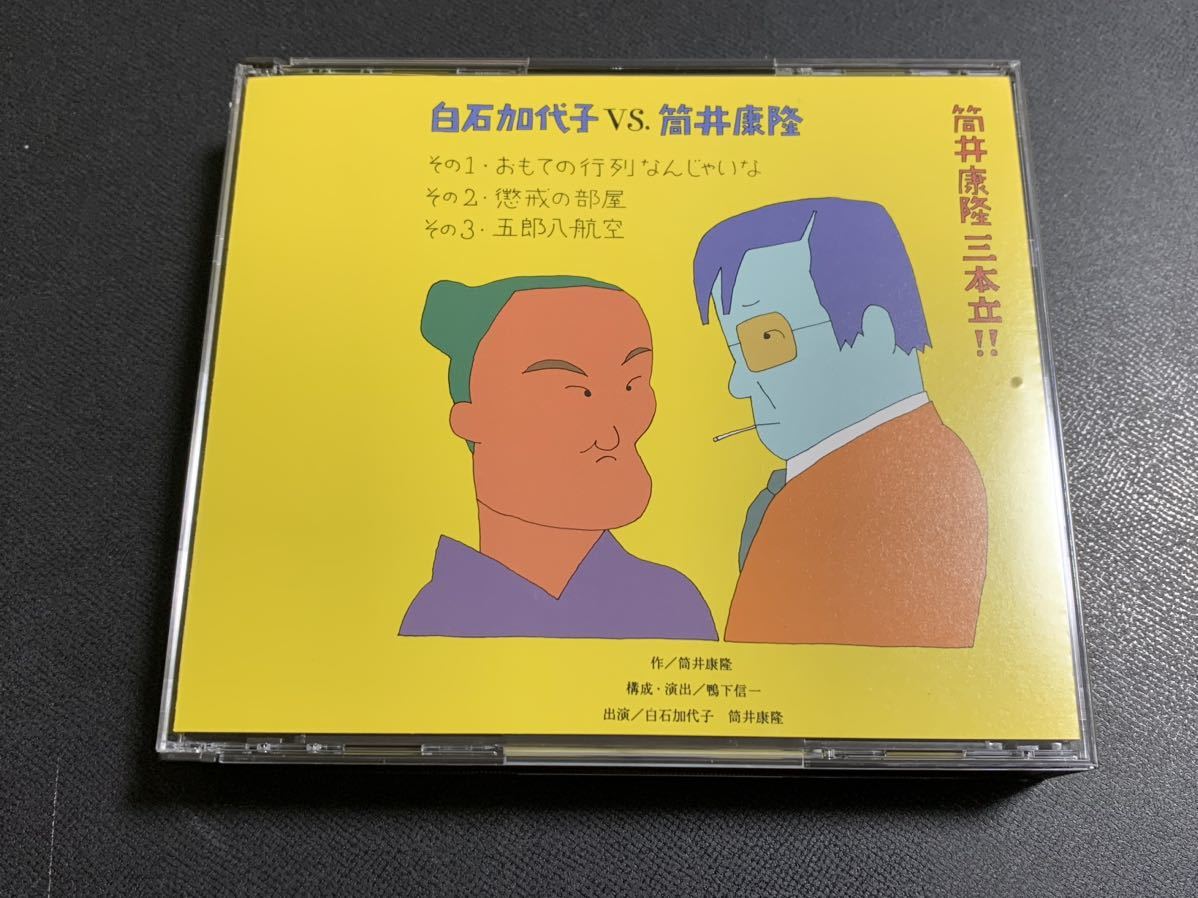 白石加代子 VS. 筒井康隆
その1・おもての行列なんじゃいな
その2・懲戒の部屋
その3・五郎八航空
筒井康隆 三本立!!
作/筒井康隆
構成・演出/鴨下信一
出演/白石加代子 筒井康隆